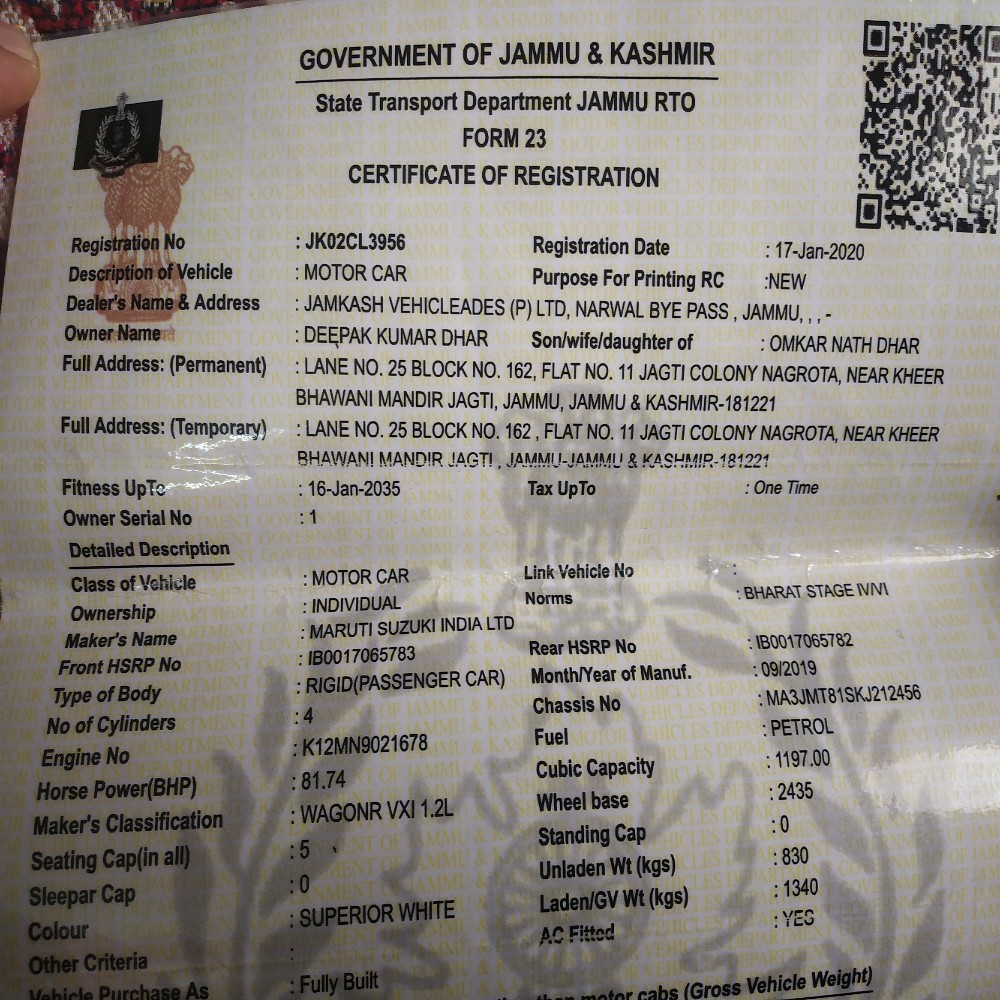 GOVERNMENT OF JAMMU & KASHMIR
State Transport Department JAMMU RTO
FORM 23
CERTIFICATE OF REGISTRATION
Registration No : JK02CL3956 Registration Date : 17-Jan-2020
Description of Vehicle : MOTOR CAR Purpose For Printing RC :NEW
Dealer's Name & Address : JAMKASH VEHICLEADES (P) LTD, NARWAL BYE PASS , JAMMU, , , -
Owner Name : DEEPAK KUMAR DHAR Son/wife/daughter of : OMKAR NATH DHAR
Full Address: (Permanent) : LANE NO. 25 BLOCK NO. 162, FLAT NO. 11 JAGTI COLONY NAGROTA, NEAR KHEER
BHAWANI MANDIR JAGTI, JAMMU, JAMMU & KASHMIR-181221
Full Address: (Temporary) : LANE NO. 25 BLOCK NO. 162 , FLAT NO. 11 JAGTI COLONY NAGROTA, NEAR KHEER
BHAWANI MANDIR JAGTI , JAMMU-JAMMU & KASHMIR-181221
Fitness UpTo : 16-Jan-2035 Tax UpTo : One Time
Owner Serial No : 1
Detailed Description
Class of Vehicle : MOTOR CAR Link Vehicle No :
Ownership : INDIVIDUAL Norms : BHARAT STAGE IV/VI
Maker's Name : MARUTI SUZUKI INDIA LTD
Front HSRP No : IB0017065783 Rear HSRP No : IB0017065782
Type of Body : RIGID(PASSENGER CAR) Month/Year of Manuf. : 09/2019
No of Cylinders : 4 Chassis No : MA3JMT81SKJ212456
Engine No : K12MN9021678 Fuel : PETROL
Horse Power(BHP) : 81.74 Cubic Capacity : 1197.00
Maker's Classification : WAGONR VXI 1.2L Wheel base : 2435
Seating Cap(in all) : 5 Standing Cap : 0
Sleepar Cap : 0 Unladen Wt (kgs) : 830
Colour : SUPERIOR WHITE Laden/GV Wt (kgs) : 1340
Other Criteria : AC Fitted : YES
Vehicle Purchase As : Fully Built
than motor cabs (Gross Vehicle Weight)